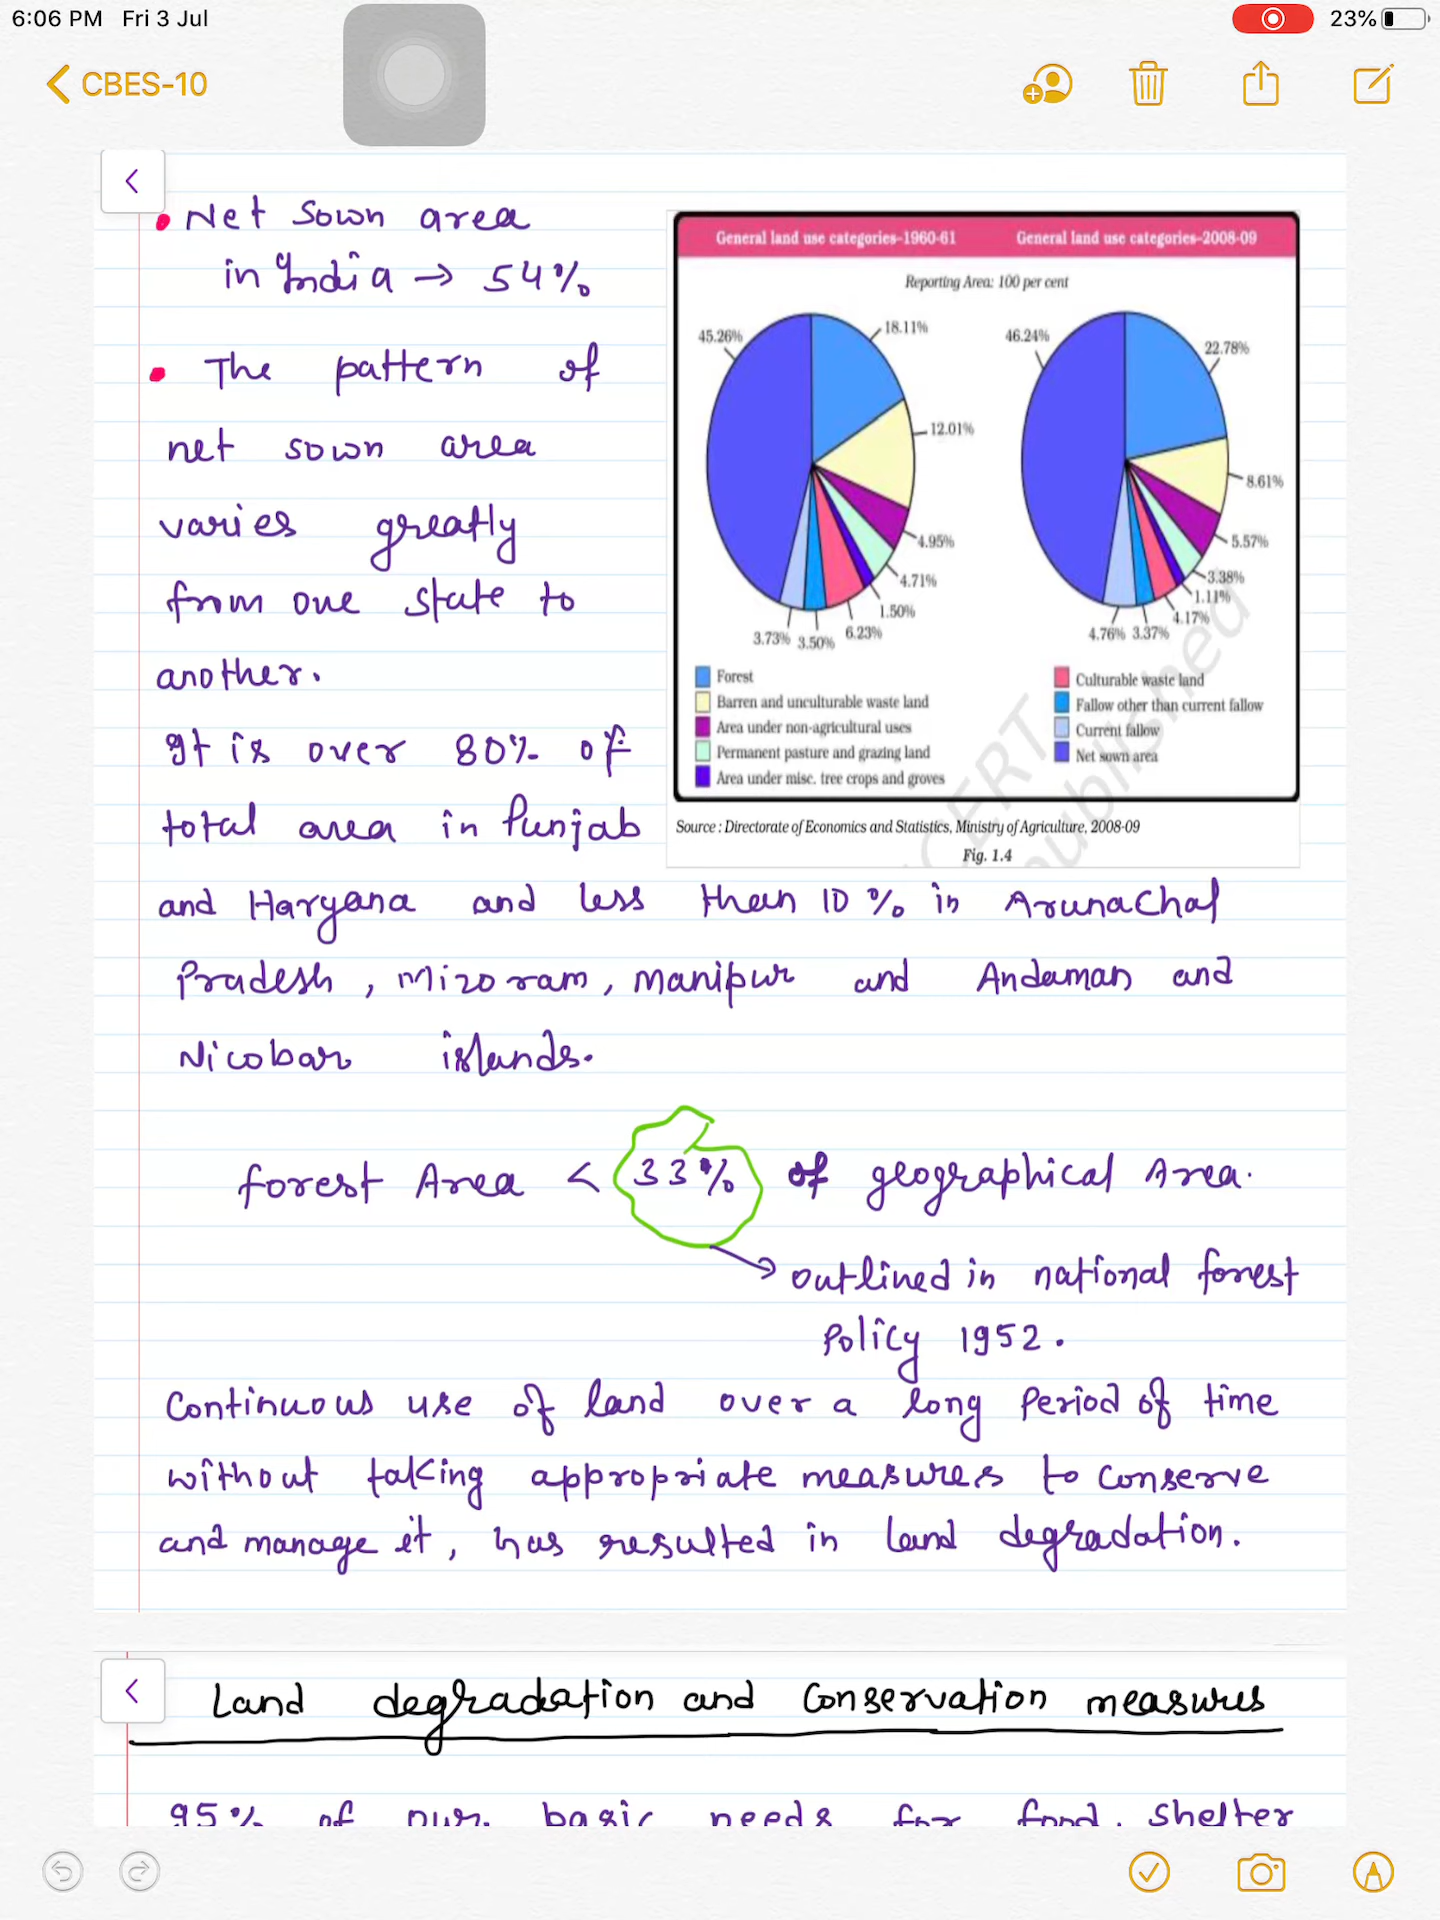 6:06 PM Fri 3 Jul
23%
CBES-10
• Net Sown area
in India → 54%
• The pattern of
net sown area
varies greatly
from one state to
another.
It is over 80% of
total area in Punjab
and Haryana and less than 10% in Arunachal
Pradesh, Mizoram, Manipur and Andaman and
Nicobar islands.
General land use categories-1960-61
General land use categories-2008-09
Reporting Area: 100 per cent
45.26%
18.11%
12.01%
4.95%
4.71%
1.50%
6.23%
3.50%
3.73%
46.24%
22.78%
8.61%
5.57%
3.38%
1.11%
4.17%
3.37%
4.76%
Forest
Barren and unculturable waste land
Area under non-agricultural uses
Permanent pasture and grazing land
Area under misc. tree crops and groves
Culturable waste land
Fallow other than current fallow
Current fallow
Net sown area
Source : Directorate of Economics and Statistics, Ministry of Agriculture, 2008-09
Fig. 1.4
forest Area < 33% of geographical Area.
→ outlined in national forest
Policy 1952.
Continuous use of land over a long Period of time
without taking appropriate measures to conserve
and manage it, has resulted in land degradation.
Land degradation and Conservation measures
95% of our basic needs for food, shelter